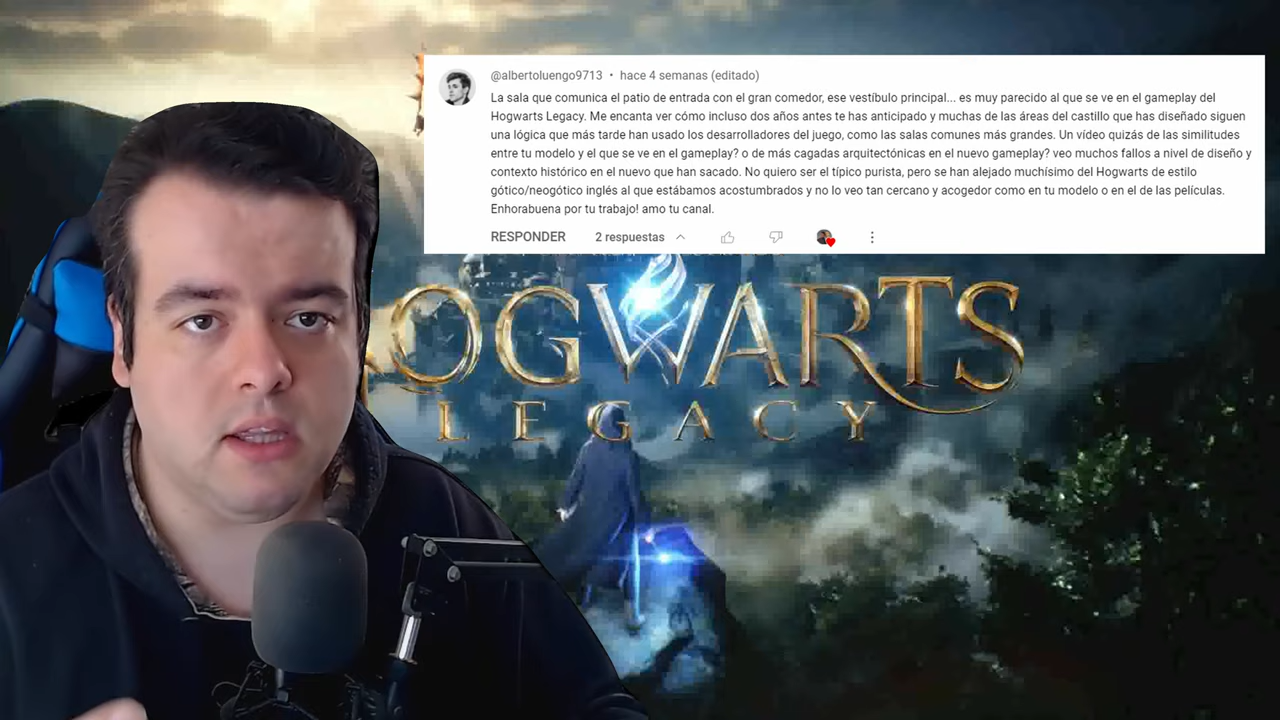 @albertoluengo9713 • hace 4 semanas (editado)
La sala que comunica el patio de entrada con el gran comedor, ese vestíbulo principal... es muy parecido al que se ve en el gameplay del
Hogwarts Legacy. Me encanta ver cómo incluso dos años antes te has anticipado y muchas de las áreas del castillo que has diseñado siguen
una lógica que más tarde han usado los desarrolladores del juego, como las salas comunes más grandes. Un vídeo quizás de las similitudes
entre tu modelo y el que se ve en el gameplay? o de más cagadas arquitectónicas en el nuevo gameplay? veo muchos fallos a nivel de diseño y
contexto histórico en el nuevo que han sacado. No quiero ser el típico purista, pero se han alejado muchísimo del Hogwarts de estilo
gótico/neogótico inglés al que estábamos acostumbrados y no lo veo tan cercano y acogedor como en tu modelo o en el de las películas.
Enhorabuena por tu trabajo! amo tu canal.
RESPONDER 2 respuestas
HOGWARTS
LEGACY